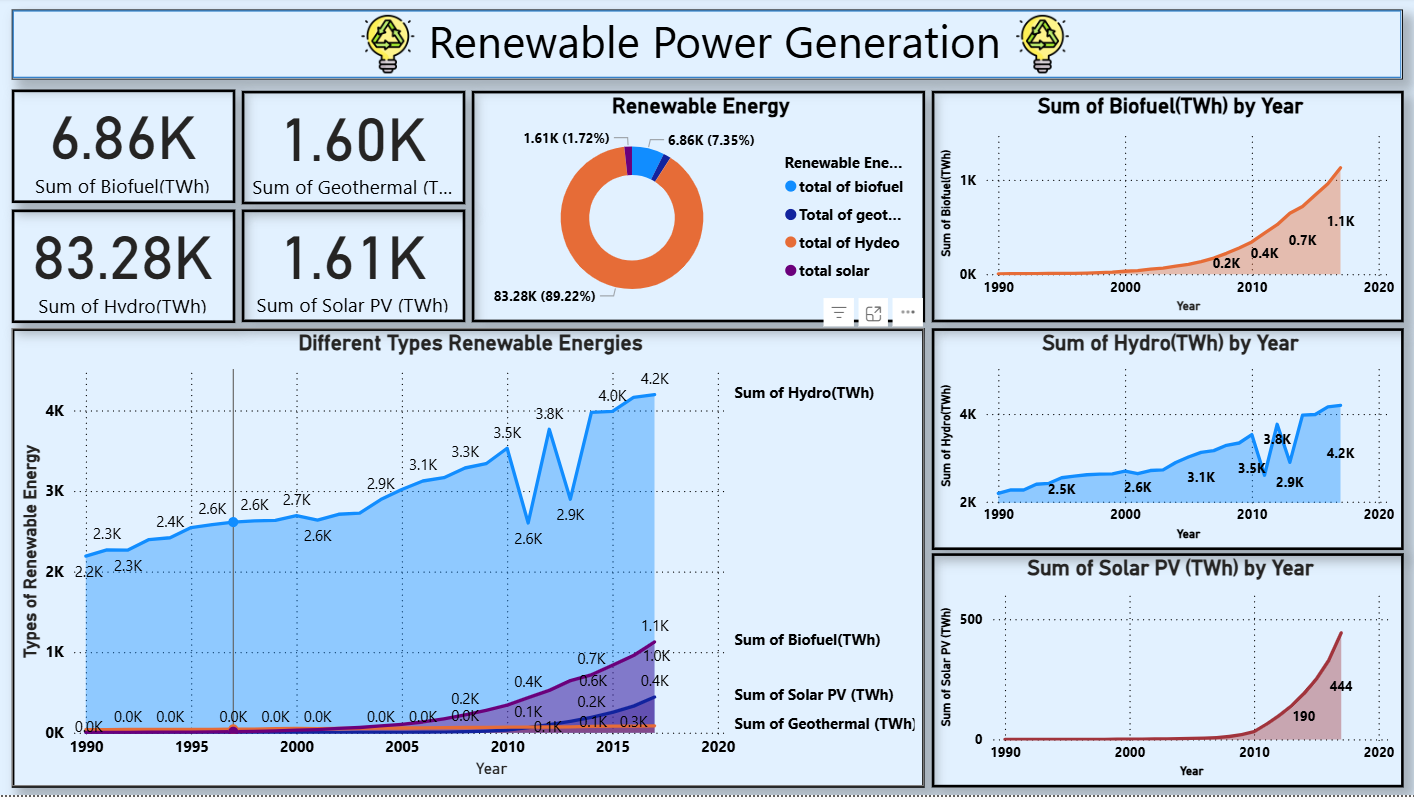 Renewable Power Generation
6.86K
Sum of Biofuel(TWh)
1.60K
Sum of Geothermal (T...
83.28K
Sum of Hydro(TWh)
1.61K
Sum of Solar PV (TWh)
Renewable Energy
1.61K (1.72%)
6.86K (7.35%)
83.28K (89.22%)
Renewable Ene...
total of biofuel
Total of geot...
total of Hydeo
total solar
Sum of Biofuel(TWh) by Year
Sum of Biofuel(TWh)
1K
0K
0.2K
0.4K
0.7K
1.1K
1990
2000
2010
2020
Year
Different Types Renewable Energies
Types of Renewable Energy
4K
3K
2K
1K
0K
2.2K
2.3K
2.3K
2.4K
2.6K
2.6K
2.7K
2.6K
2.9K
3.1K
3.3K
3.5K
2.6K
3.8K
2.9K
4.0K
4.2K
Sum of Hydro(TWh)
1.1K
1.0K
0.7K
0.6K
0.4K
0.4K
0.2K
0.2K
0.1K
0.1K
0.1K
0.3K
0.0K
0.0K
0.0K
0.0K
0.0K
0.0K
0.0K
0.0K
0.0K
Sum of Biofuel(TWh)
Sum of Solar PV (TWh)
Sum of Geothermal (TWh)
1990
1995
2000
2005
2010
2015
2020
Year
Sum of Hydro(TWh) by Year
Sum of Hydro(TWh)
4K
2K
2.5K
2.6K
3.1K
3.5K
3.8K
2.9K
4.2K
1990
2000
2010
2020
Year
Sum of Solar PV (TWh) by Year
Sum of Solar PV (TWh)
500
0
190
444
1990
2000
2010
2020
Year